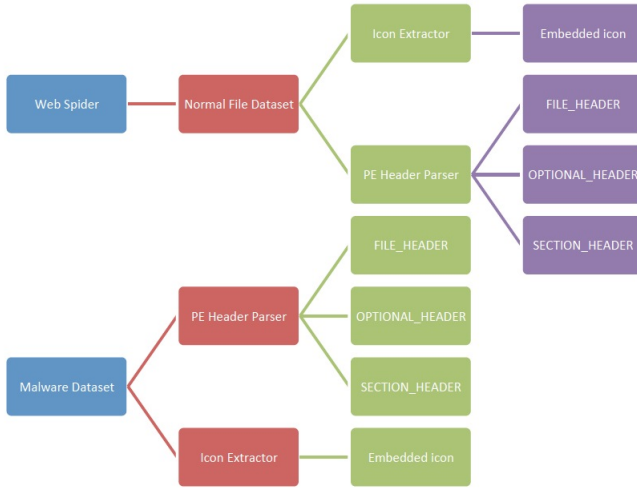 Icon Extractor
Embedded icon
Web Spider
Normal File Dataset
FILE_HEADER
PE Header Parser
OPTIONAL_HEADER
SECTION_HEADER
FILE_HEADER
PE Header Parser
OPTIONAL_HEADER
Malware Dataset
SECTION_HEADER
Icon Extractor
Embedded icon